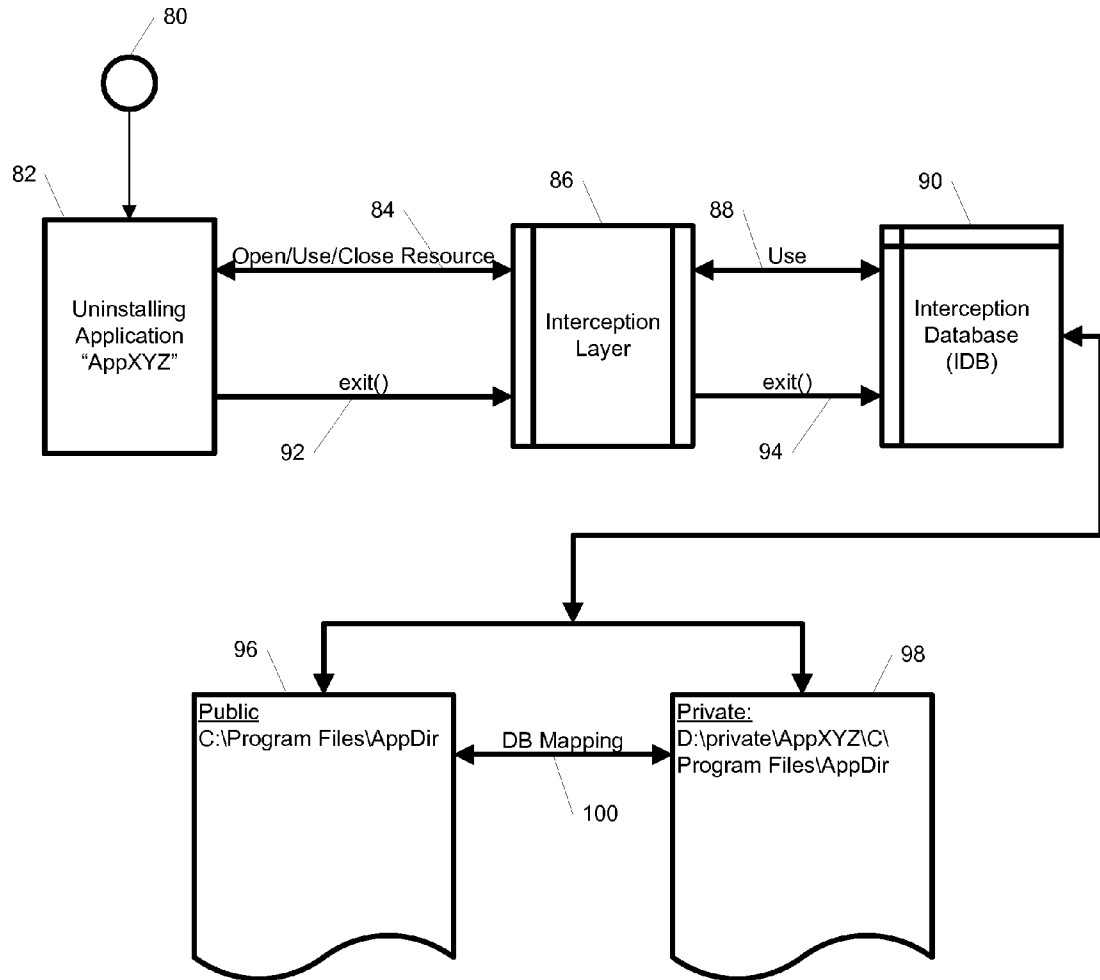 80
82
84
86
88
90
Open/Use/Close Resource
Use
Uninstalling
Application
“AppXYZ”
Interception
Layer
Interception
Database
(IDB)
exit()
exit()
92
94
96
98
Public
C:\Program Files\AppDir
DB Mapping
100
Private:
D:\private\AppXYZ\C\
Program Files\AppDir